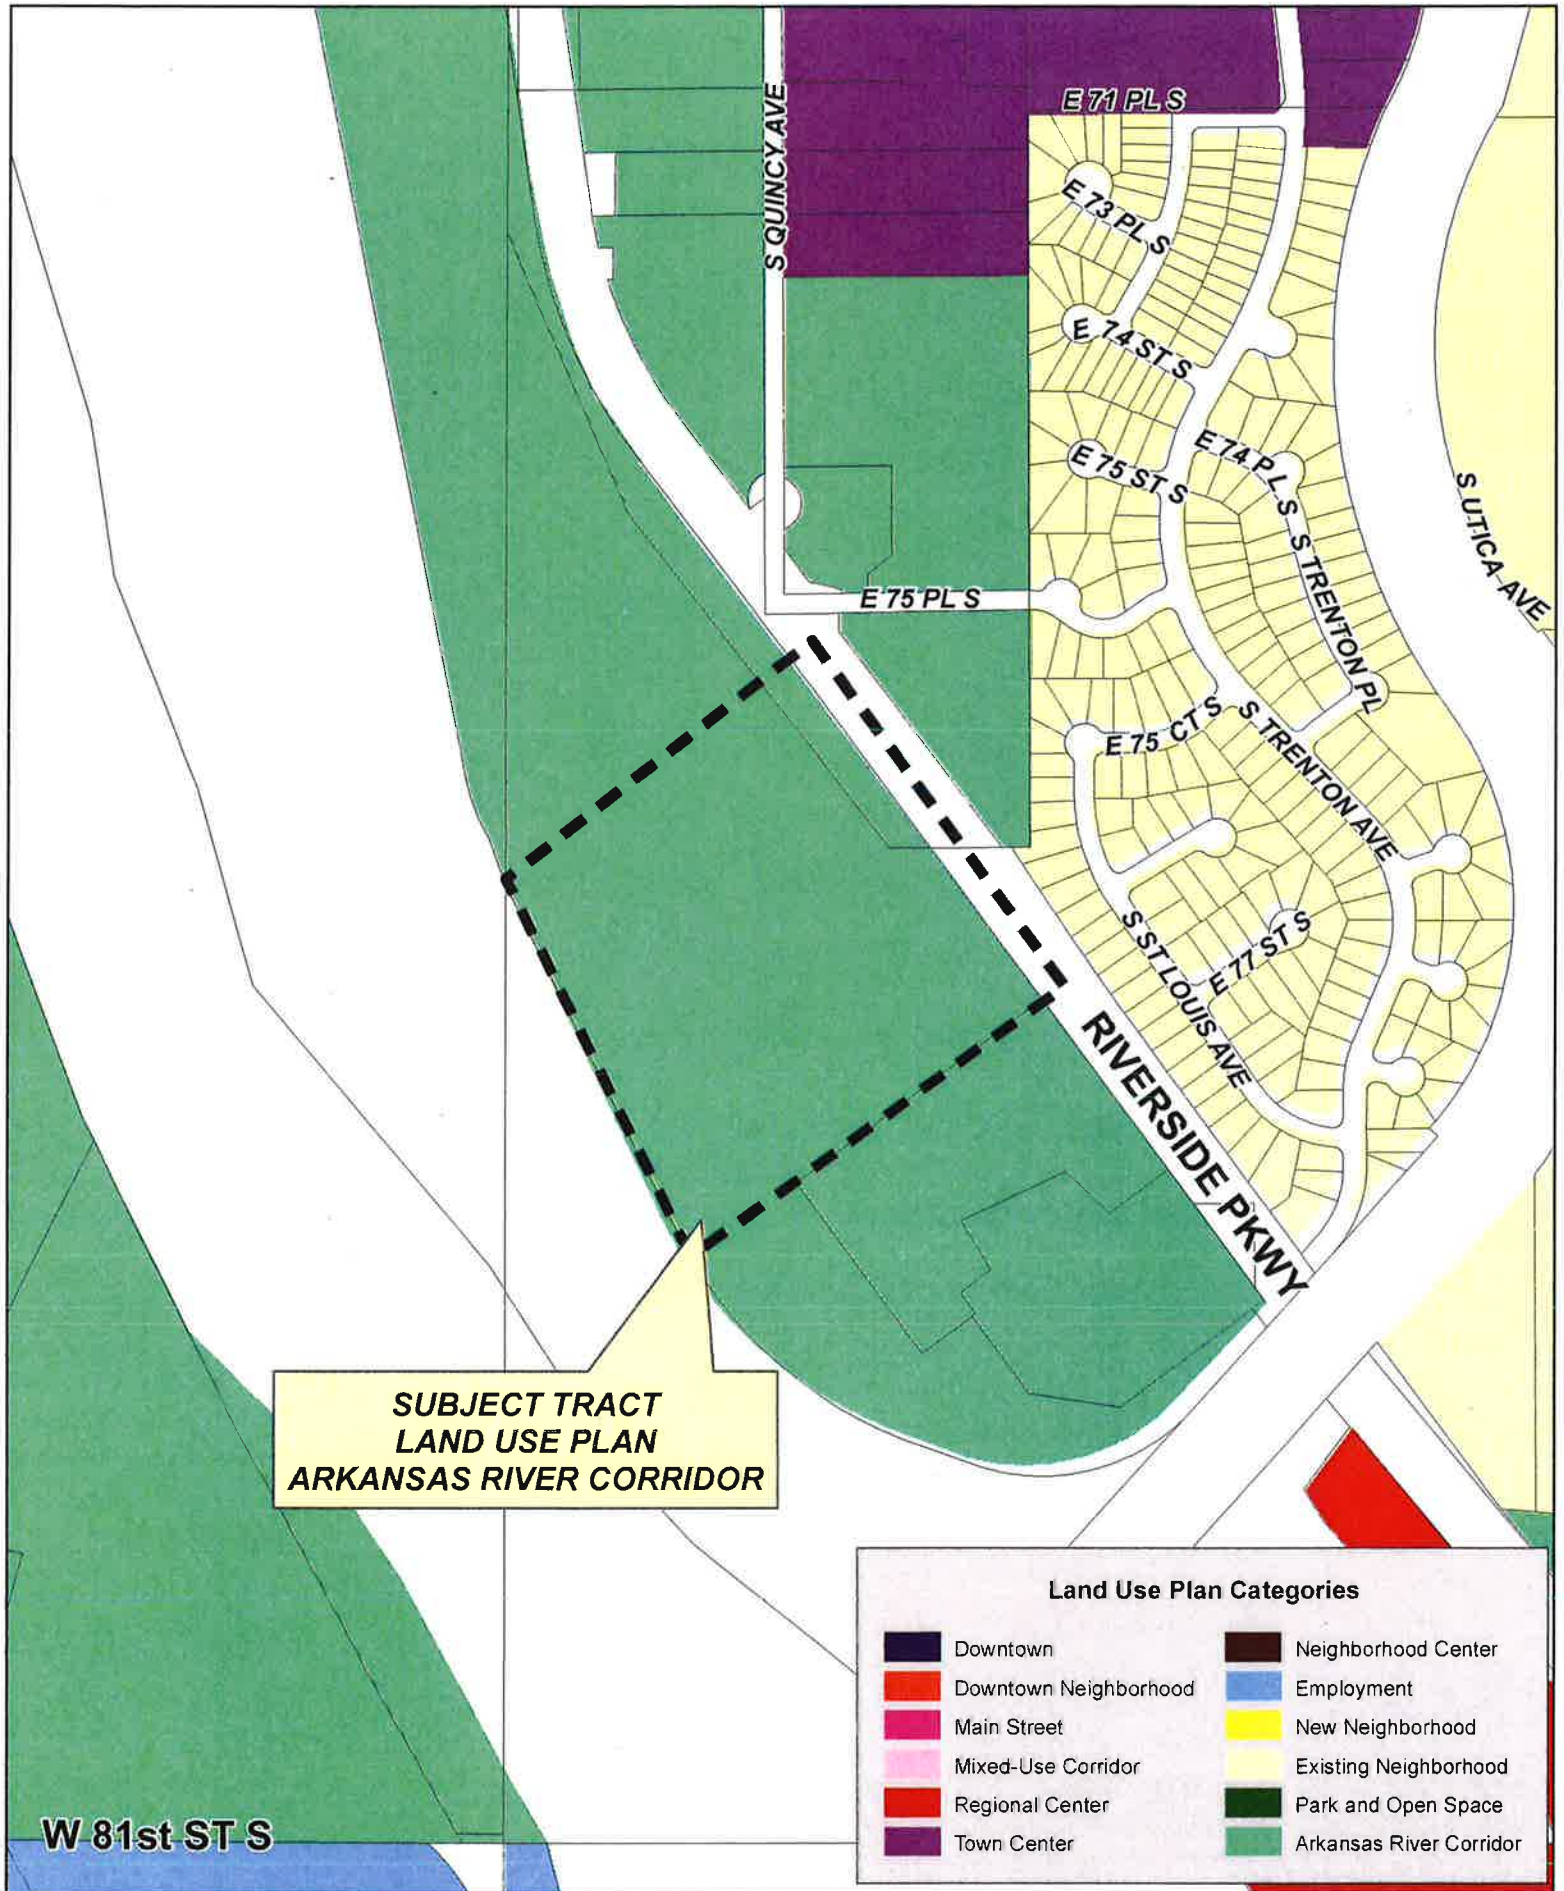 E 71 PL S
S QUINCY AVE
E 73 PL S
E 74 ST S
E 74 PL S
E 75 ST S
S UTICA AVE
S TRENTON PL
E 75 PL S
E 75 CT S
S TRENTON AVE
S ST LOUIS AVE
E 77 ST S
RIVERSIDE PKWY
SUBJECT TRACT
LAND USE PLAN
ARKANSAS RIVER CORRIDOR
W 81st ST S
Land Use Plan Categories
Downtown
Downtown Neighborhood
Main Street
Mixed-Use Corridor
Regional Center
Town Center
Neighborhood Center
Employment
New Neighborhood
Existing Neighborhood
Park and Open Space
Arkansas River Corridor